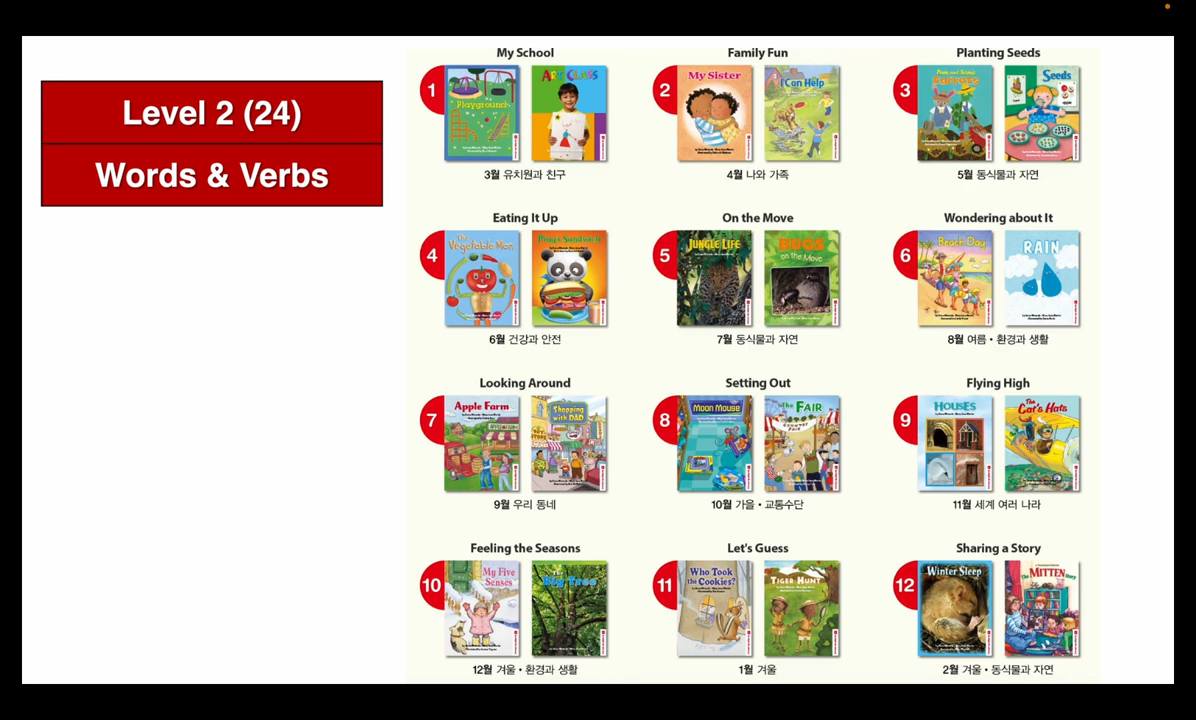 Level 2 (24)
Words & Verbs
My School
1
Playground
ART CLASS
3월 유치원과 친구
Family Fun
2
My Sister
I Can Help
4월 나와 가족
Planting Seeds
3
Seeds
5월 동식물과 자연
Eating It Up
4
The
Vegetable Man
6월 건강과 안전
On the Move
5
JUNGLE LIFE
BUGS
on the Move
7월 동식물과 자연
Wondering about It
6
Beach Day
RAIN
8월 여름 • 환경과 생활
Looking Around
7
Apple Farm
Shopping
with DAD
9월 우리 동네
Setting Out
8
Moon Mouse
The FAIR
COUNTRY
FAIR
10월 가을 • 교통수단
Flying High
9
HOUSES
The
Cat's Hats
11월 세계 여러 나라
Feeling the Seasons
10
My Five
Senses
Big Tree
12월 겨울 • 환경과 생활
Let's Guess
11
Who Took
the Cookies?
TIGER HUNT
1월 겨울
Sharing a Story
12
Winter Sleep
The MITTEN Story
2월 겨울 • 동식물과 자연